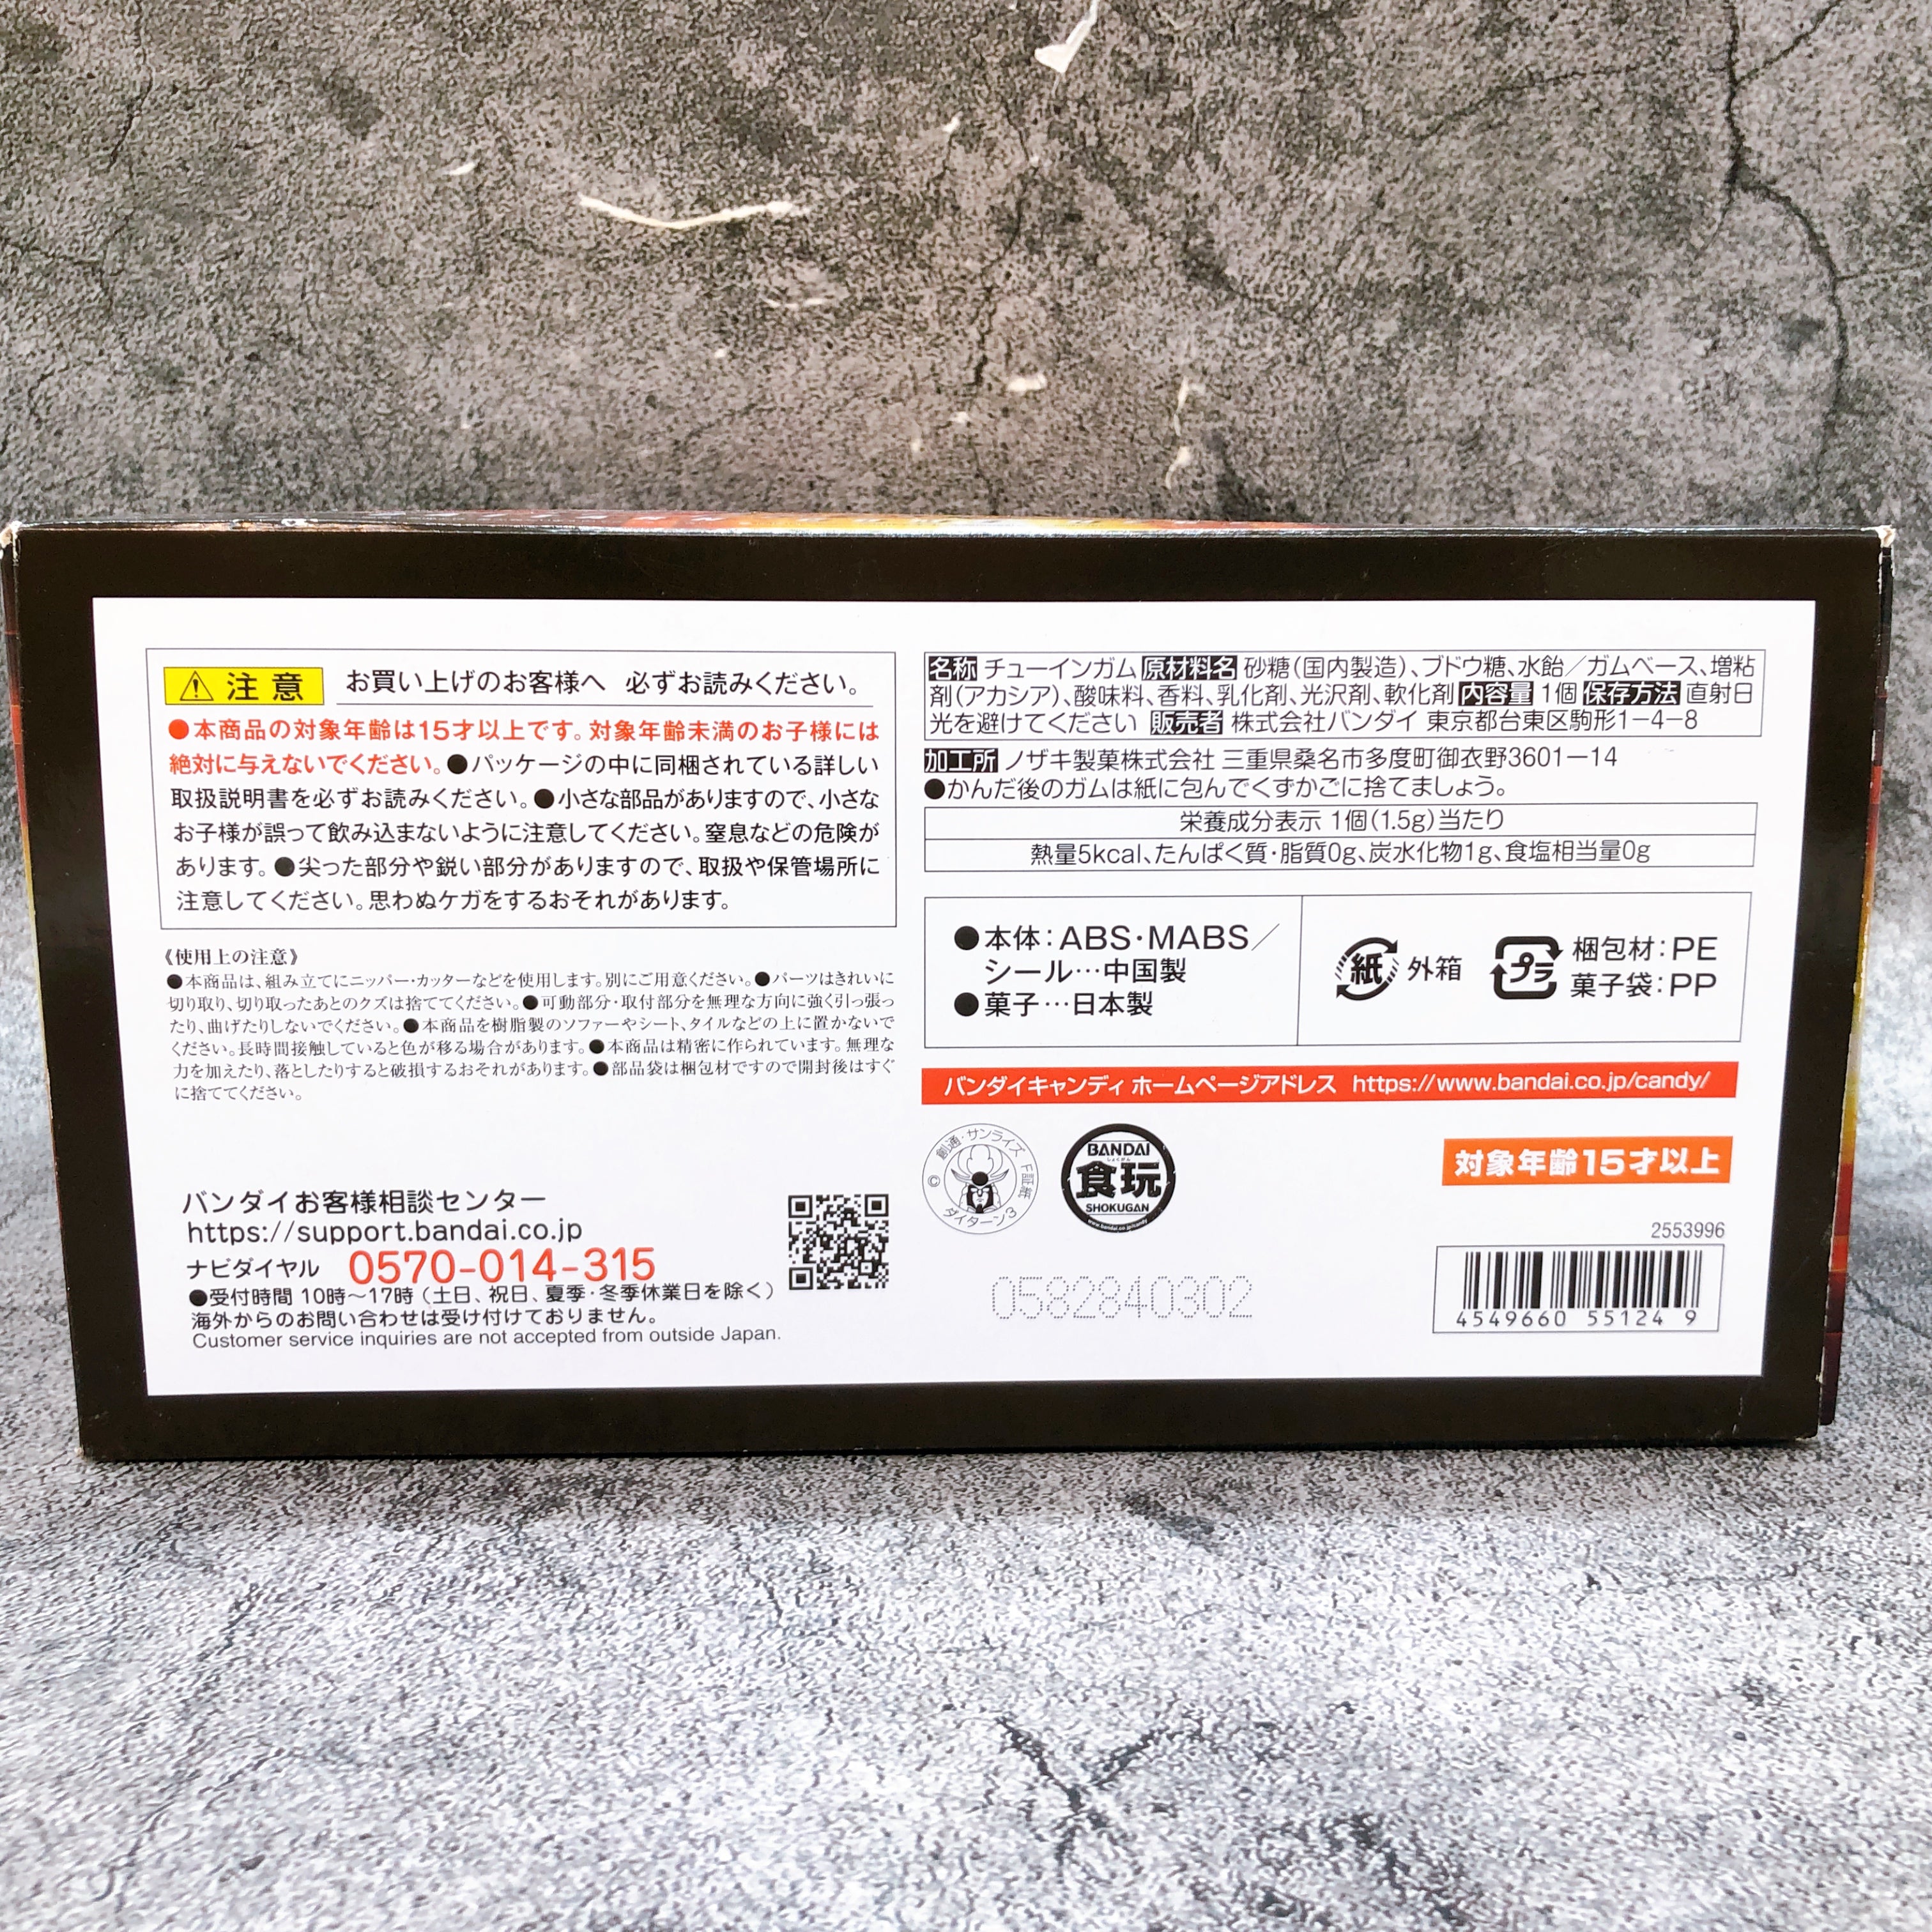 注意 お買い上げのお客様へ 必ずお読みください。
●本商品の対象年齢は15才以上です。対象年齢未満のお子様には
絶対に与えないでください。●パッケージの中に同梱されている詳しい
取扱説明書を必ずお読みください。●小さな部品がありますので、小さな
お子様が誤って飲み込まないように注意してください。窒息などの危険が
あります。●尖った部分や鋭い部分がありますので、取扱や保管場所に
注意してください。思わぬケガをするおそれがあります。
《使用上の注意》
●本商品は、組み立てにニッパー・カッターなどを使用します。別にご用意ください。●パーツはきれいに
切り取り、切り取ったあとのクズは捨ててください。●可動部分・取付部分を無理な方向に強く引っ張っ
たり、曲げたりしないでください。●本商品を樹脂製のソファーやシート、タイルなどの上に置かないで
ください。長時間接触していると色が移る場合があります。●本商品は精密に作られています。無理な
力を加えたり、落としたりすると破損するおそれがあります。●部品袋は梱包材ですので開封後はすぐ
に捨ててください。
バンダイお客様相談センター
https://support.bandai.co.jp
ナビダイヤル 0570-014-315
●受付時間 10時〜17時（土日、祝日、夏季・冬季休業日を除く）
海外からのお問い合わせは受け付けておりません。
Customer service inquiries are not accepted from outside Japan.
名称 チューインガム 原材料名 砂糖（国内製造）、ブドウ糖、水飴／ガムベース、増粘
剤（アカシア）、酸味料、香料、乳化剤、光沢剤、軟化剤 内容量 1個 保存方法 直射日
光を避けてください 販売者 株式会社バンダイ 東京都台東区駒形1－4－8
加工所 ノザキ製菓株式会社 三重県桑名市多度町御衣野3601－14
●かんだ後のガムは紙に包んでくずかごに捨てましょう。
栄養成分表示 1個（1.5g）当たり
熱量5kcal、たんぱく質・脂質0g、炭水化物1g、食塩相当量0g
●本体：ABS・MABS／
シール…中国製
●菓子…日本製
紙 外箱
プラ 梱包材：PE
菓子袋：PP
バンダイキャンディ ホームページアドレス https://www.bandai.co.jp/candy/
© 創通・サンライズ F証紙
ダイターン3
BANDAI
しょくがん
食玩
SHOKUGAN
www.bandai.co.jp/candy
対象年齢15才以上
2553996
0582840302
4549660 55124 9